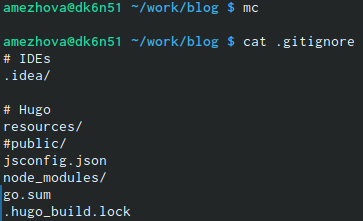 amezhova@dk6n51 ~/work/blog $ mc
amezhova@dk6n51 ~/work/blog $ cat .gitignore
# IDEs
.idea/
# Hugo
resources/
#public/
jsconfig.json
node_modules/
go.sum
.hugo_build.lock